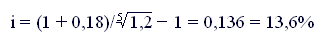 i = (1 + 0,18)/⁵√1,2 − 1 = 0,136 = 13,6%